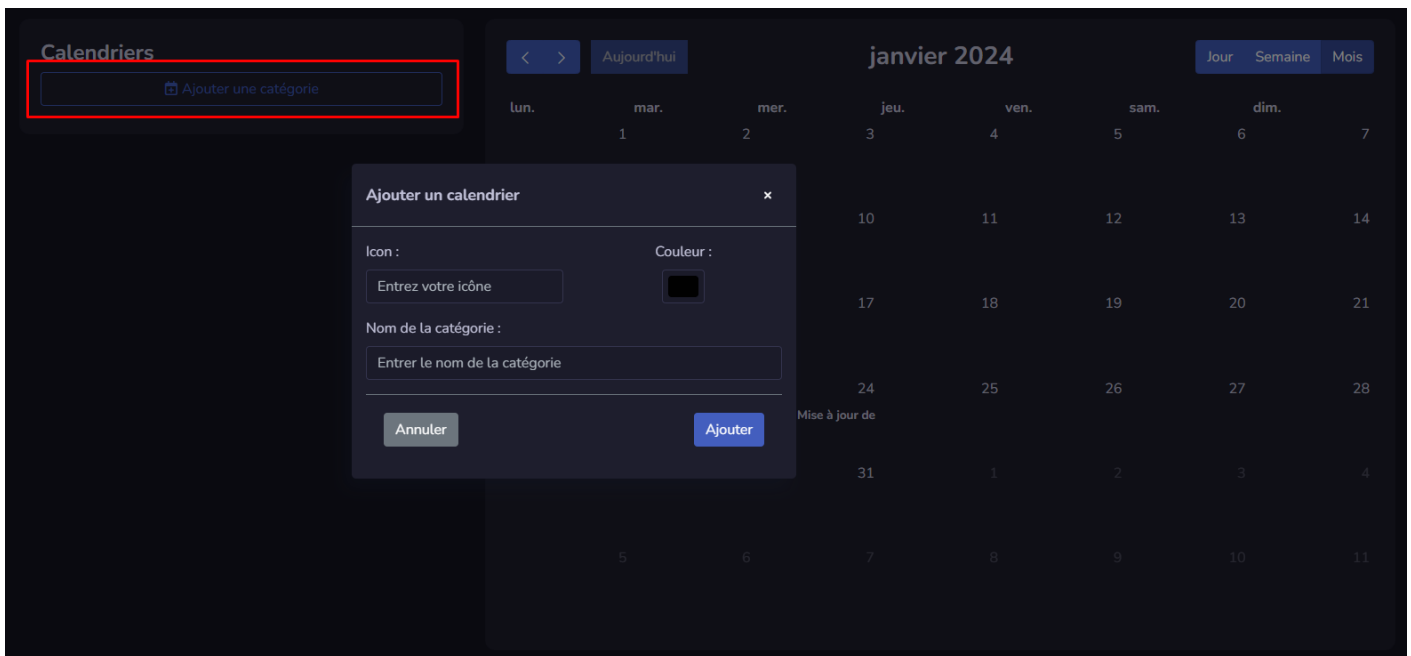 Calendriers
Ajouter une catégorie
Aujourd'hui
janvier 2024
Jour Semaine Mois
lun. mar. mer. jeu. ven. sam. dim.
1 2 3 4 5 6 7
Ajouter un calendrier ×
10 11 12 13 14
Icon : Couleur :
Entrez votre icône
17 18 19 20 21
Nom de la catégorie :
Entrer le nom de la catégorie
24 25 26 27 28
Mise à jour de
Annuler Ajouter
31 1 2 3 4
5 6 7 8 9 10 11